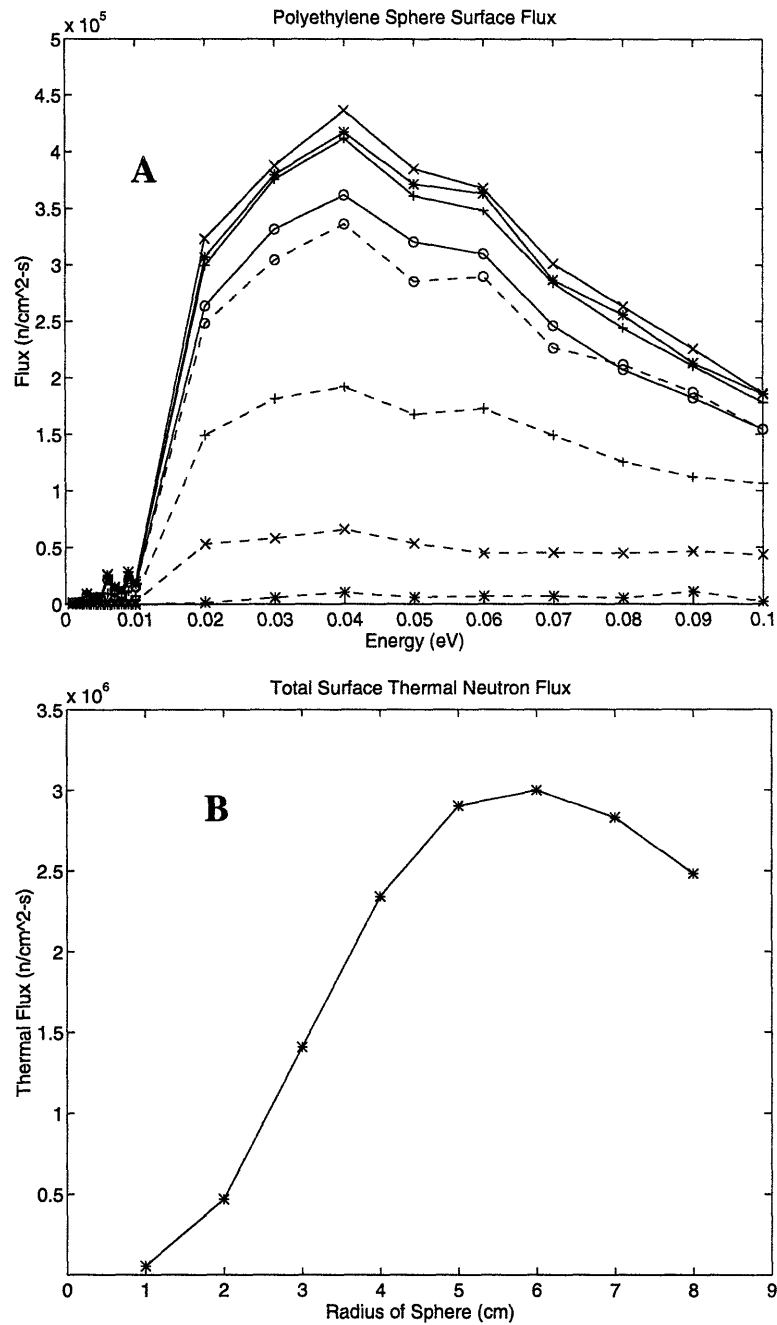 Polyethylene Sphere Surface Flux
x 10^5
5
4.5
4
3.5
3
2.5
2
1.5
1
0.5
0
A
Flux (n/cm^2-s)
0 0.01 0.02 0.03 0.04 0.05 0.06 0.07 0.08 0.09 0.1
Energy (eV)
Total Surface Thermal Neutron Flux
x 10^6
3.5
3
2.5
2
1.5
1
0.5
B
Thermal Flux (n/cm^2-s)
0 1 2 3 4 5 6 7 8 9
Radius of Sphere (cm)